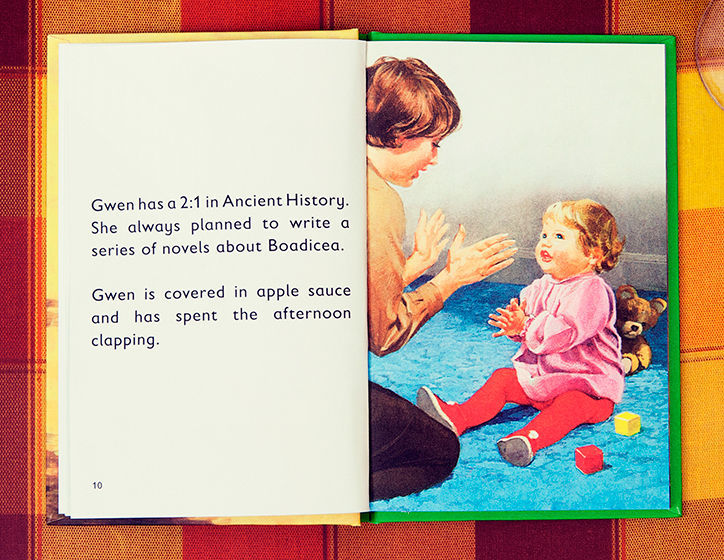 Gwen has a 2:1 in Ancient History.
She always planned to write a
series of novels about Boadicea.
Gwen is covered in apple sauce
and has spent the afternoon
clapping.
10